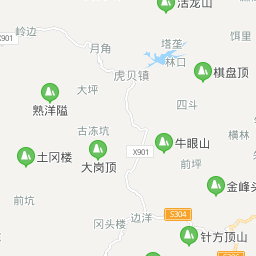 洁龙山
岭边
饵里
X901
月角
塔垄
林口
虎贝镇
棋盘顶
大坪
熟洋隘
四斗
古冻坑
横林
牛眼山
土冈楼
大岗顶
X901
前坪
金峰头
前坑
边洋
S304
冈头楼
针方顶山